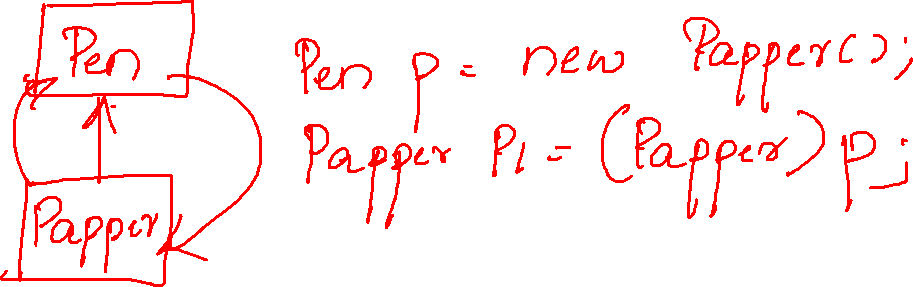 Pen
Pen p = new Papper();
Papper P1 = (Papper) p;
Papper